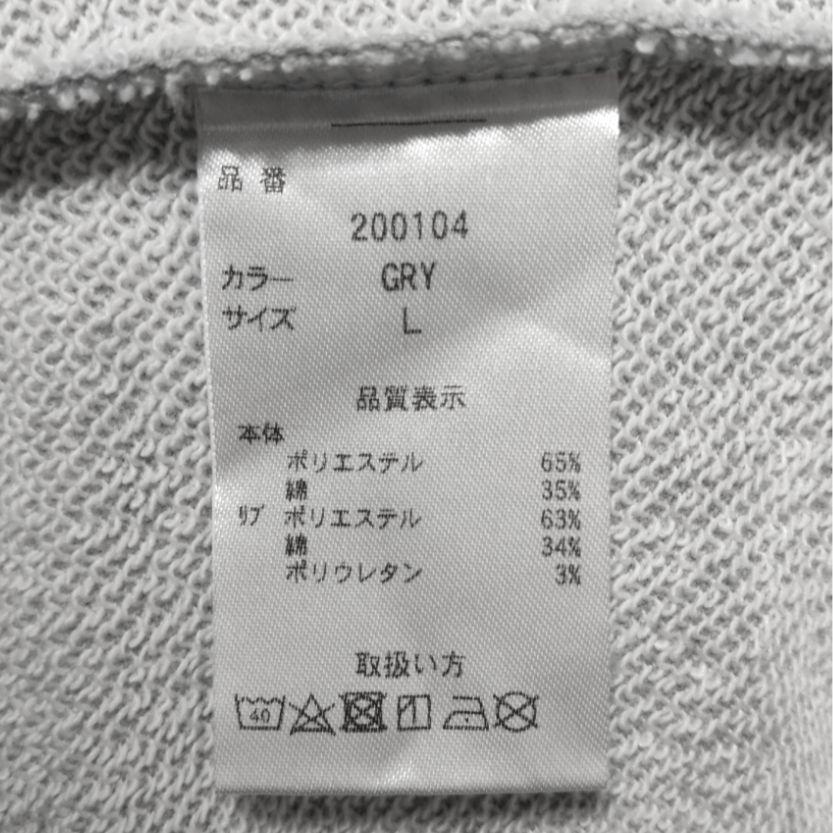 品番
200104
カラー GRY
サイズ L
品質表示
本体
ポリエステル 65%
綿 35%
ﾘﾌﾞ ポリエステル 63%
綿 34%
ポリウレタン 3%
取扱い方
40